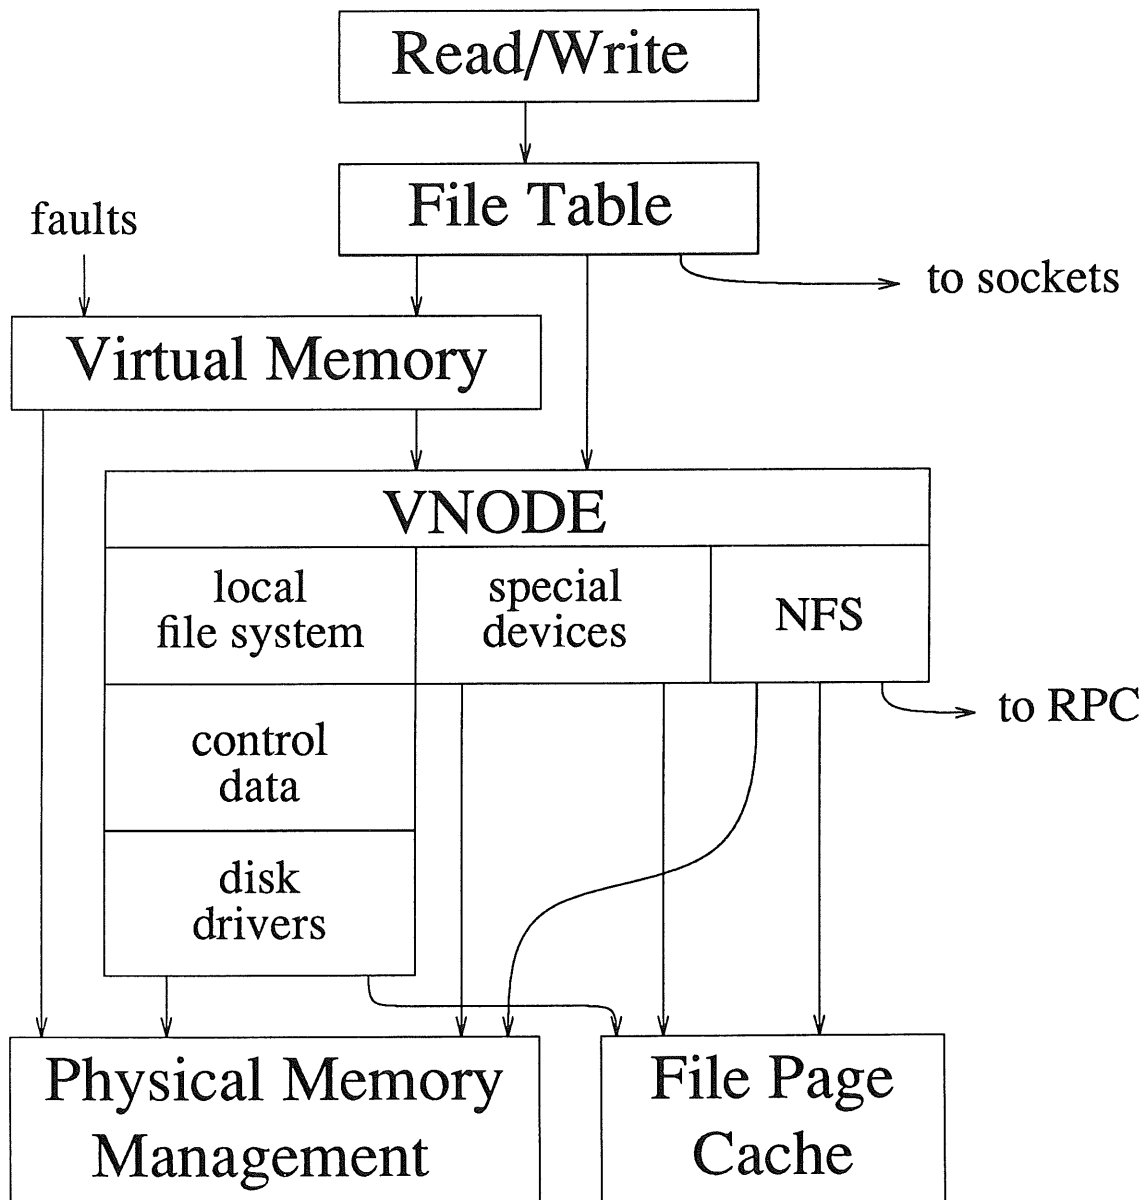 Read/Write
File Table
faults
to sockets
Virtual Memory
VNODE
local
file system
special
devices
NFS
to RPC
control
data
disk
drivers
Physical Memory
Management
File Page
Cache